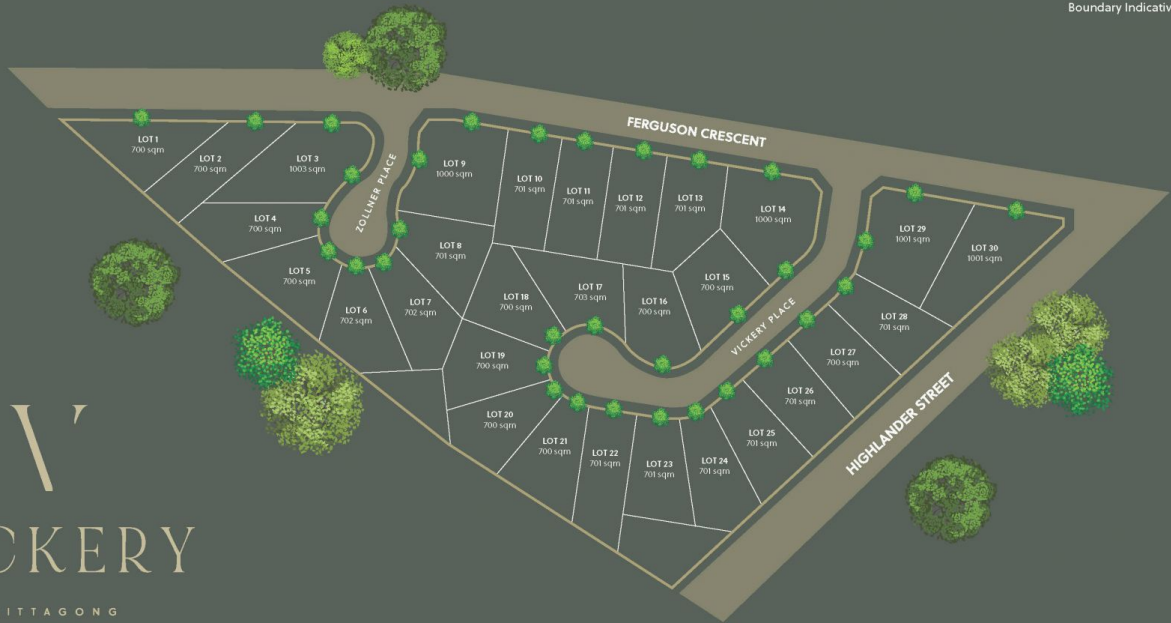 Boundary Indicativ
FERGUSON CRESCENT
ZOLLNER PLACE
VICKERY PLACE
HIGHLANDER STREET
LOT 1
700 sqm
LOT 2
700 sqm
LOT 3
1003 sqm
LOT 4
700 sqm
LOT 5
700 sqm
LOT 6
702 sqm
LOT 7
702 sqm
LOT 8
701 sqm
LOT 9
1000 sqm
LOT 10
701 sqm
LOT 11
701 sqm
LOT 12
701 sqm
LOT 13
701 sqm
LOT 14
1000 sqm
LOT 15
700 sqm
LOT 16
700 sqm
LOT 17
703 sqm
LOT 18
700 sqm
LOT 19
700 sqm
LOT 20
700 sqm
LOT 21
700 sqm
LOT 22
701 sqm
LOT 23
701 sqm
LOT 24
701 sqm
LOT 25
701 sqm
LOT 26
701 sqm
LOT 27
700 sqm
LOT 28
701 sqm
LOT 29
1001 sqm
LOT 30
1001 sqm
V
CKERY
ITTAGONG